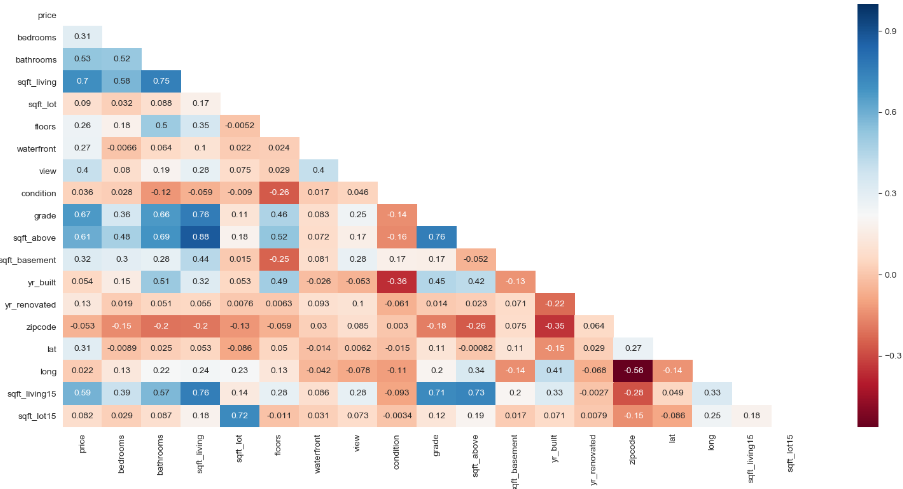 price
bedrooms 0.31
bathrooms 0.53 0.52
sqft_living 0.7 0.58 0.75
sqft_lot 0.09 0.032 0.088 0.17
floors 0.26 0.18 0.5 0.35 -0.0052
waterfront 0.27 -0.0066 0.064 0.1 0.022 0.024
view 0.4 0.08 0.19 0.28 0.075 0.029 0.4
condition 0.036 0.028 -0.12 -0.059 -0.009 -0.26 0.017 0.046
grade 0.67 0.36 0.66 0.76 0.11 0.46 0.083 0.25 -0.14
sqft_above 0.61 0.48 0.69 0.88 0.18 0.52 0.072 0.17 -0.16 0.76
sqft_basement 0.32 0.3 0.28 0.44 0.015 -0.25 0.081 0.28 0.17 0.17 -0.052
yr_built 0.054 0.15 0.51 0.32 0.053 0.49 -0.026 -0.053 -0.36 0.45 0.42 -0.13
yr_renovated 0.13 0.019 0.051 0.055 0.0076 0.0063 0.093 0.1 -0.061 0.014 0.023 0.071 -0.22
zipcode -0.053 -0.15 -0.2 -0.2 -0.13 -0.059 0.03 0.085 0.003 -0.18 -0.26 0.075 -0.35 0.064
lat 0.31 -0.0089 0.025 0.053 -0.086 0.05 -0.014 0.0062 -0.015 0.11 -0.00082 0.11 -0.15 0.029 0.27
long 0.022 0.13 0.22 0.24 0.23 0.13 -0.042 -0.078 -0.11 0.2 0.34 -0.14 0.41 -0.068 -0.56 -0.14
sqft_living15 0.59 0.39 0.57 0.76 0.14 0.28 0.086 0.28 -0.093 0.71 0.73 0.2 0.33 -0.0027 -0.28 0.049 0.33
sqft_lot15 0.082 0.029 0.087 0.18 0.72 -0.011 0.031 0.073 -0.0034 0.12 0.19 0.017 0.071 0.0079 -0.15 -0.086 0.25 0.18
price bedrooms bathrooms sqft_living sqft_lot floors waterfront view condition grade sqft_above sqft_basement yr_built yr_renovated zipcode lat long sqft_living15 sqft_lot15
0.9
0.6
0.3
0.0
-0.3